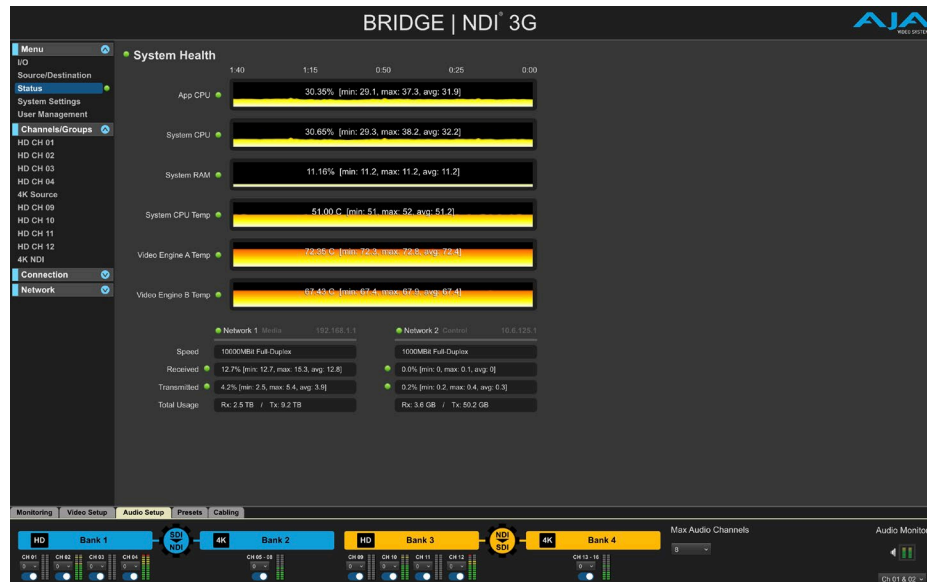 BRIDGE | NDI® 3G
AJA
VIDEO SYSTEMS
Menu
I/O
Source/Destination
Status
System Settings
User Management
Channels/Groups
HD CH 01
HD CH 02
HD CH 03
HD CH 04
4K Source
HD CH 09
HD CH 10
HD CH 11
HD CH 12
4K NDI
Connection
Network
System Health
1:40 1:15 0:50 0:25 0:00
App CPU 30.35% [min: 29.1, max: 37.3, avg: 31.9]
System CPU 30.65% [min: 29.3, max: 38.2, avg: 32.2]
System RAM 11.16% [min: 11.2, max: 11.2, avg: 11.2]
System CPU Temp 51.00 C [min: 51, max: 52, avg: 51.2]
Video Engine A Temp 72.35 C [min: 72.3, max: 72.8, avg: 72.4]
Video Engine B Temp 67.43 C [min: 67.4, max: 67.9, avg: 67.4]
Network 1 Media 192.168.1.1 Network 2 Control 10.6.125.1
Speed 10000MBit Full-Duplex 1000MBit Full-Duplex
Received 12.7% [min: 12.7, max: 15.3, avg: 12.8] 0.0% [min: 0, max: 0.1, avg: 0]
Transmitted 4.2% [min: 2.5, max: 5.4, avg: 3.9] 0.2% [min: 0.2, max: 0.4, avg: 0.3]
Total Usage Rx: 2.5 TB / Tx: 9.2 TB Rx: 3.6 GB / Tx: 50.2 GB
Monitoring Video Setup Audio Setup Presets Cabling
HD Bank 1 SDI NDI 4K Bank 2 HD Bank 3 NDI SDI 4K Bank 4 Max Audio Channels Audio Monitor
CH 01 CH 02 CH 03 CH 04 CH 05 - 08 CH 09 CH 10 CH 11 CH 12 CH 13 - 16 8
0 0 0 0 0 0 0 0 0 0
Ch 01 & 02